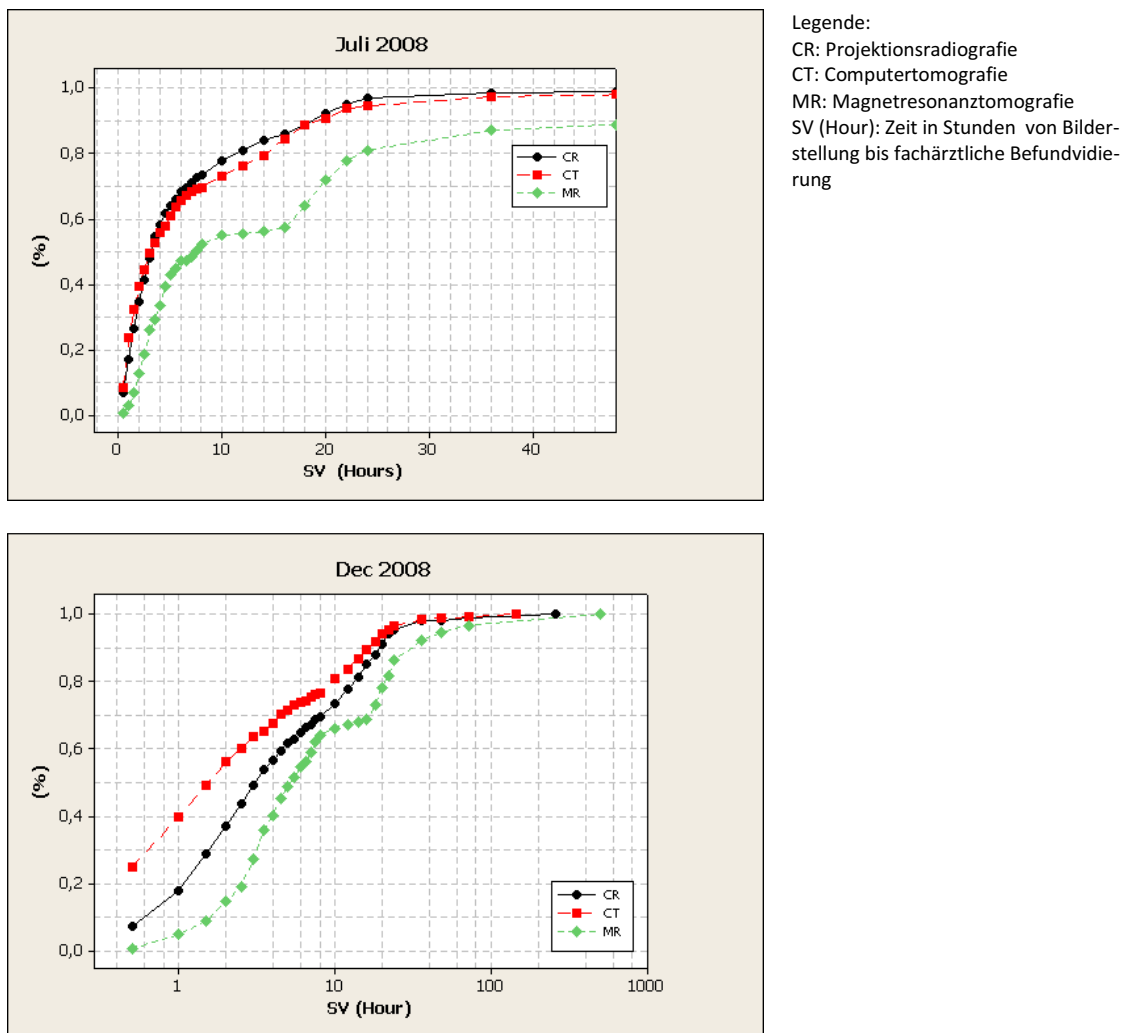 Juli 2008
1,0
0,8
0,6
0,4
0,2
0,0
(%)
CR
CT
MR
0 10 20 30 40
SV (Hours)
Legende:
CR: Projektionsradiografie
CT: Computertomografie
MR: Magnetresonanztomografie
SV (Hour): Zeit in Stunden von Bilder-
stellung bis fachärztliche Befundvidie-
rung
Dec 2008
1,0
0,8
0,6
0,4
0,2
0,0
(%)
CR
CT
MR
1 10 100 1000
SV (Hour)